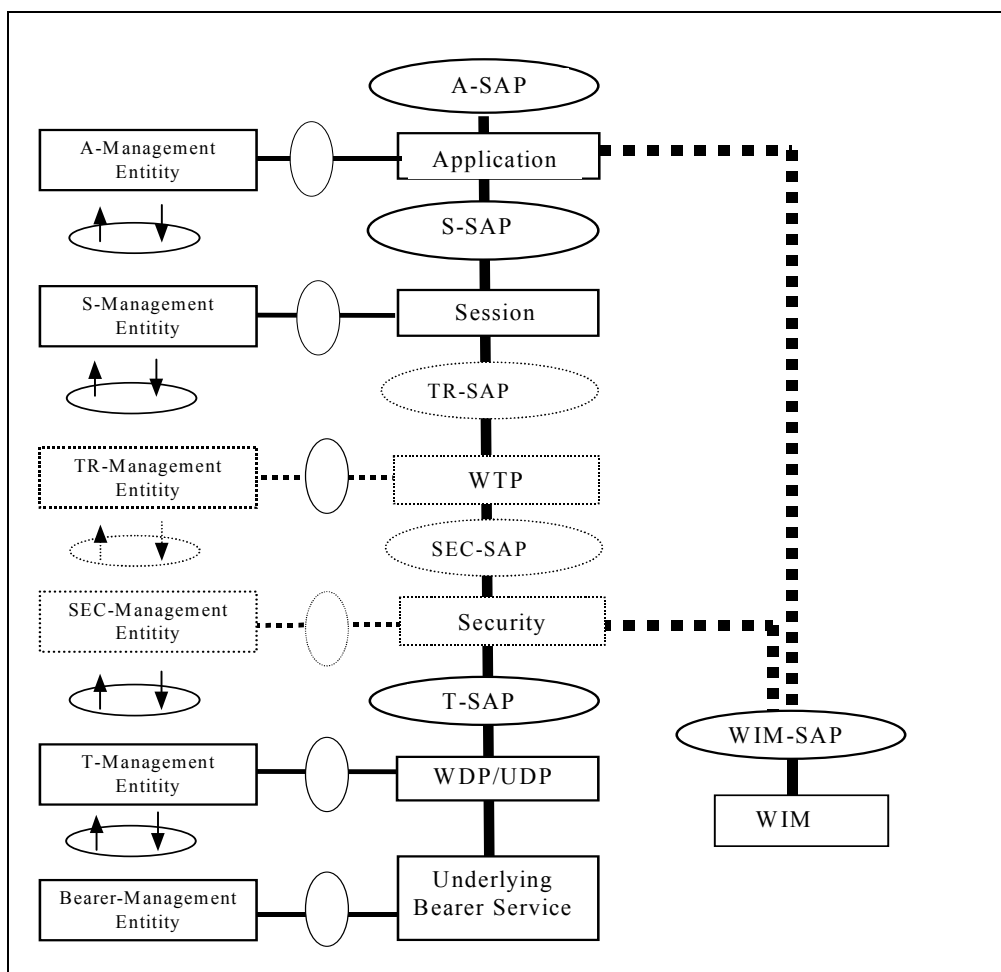 A-SAP
A-Management
Entitity
Application
S-SAP
S-Management
Entitity
Session
TR-SAP
TR-Management
Entitity
WTP
SEC-SAP
SEC-Management
Entitity
Security
T-SAP
WIM-SAP
T-Management
Entitity
WDP/UDP
WIM
Underlying
Bearer Service
Bearer-Management
Entitity